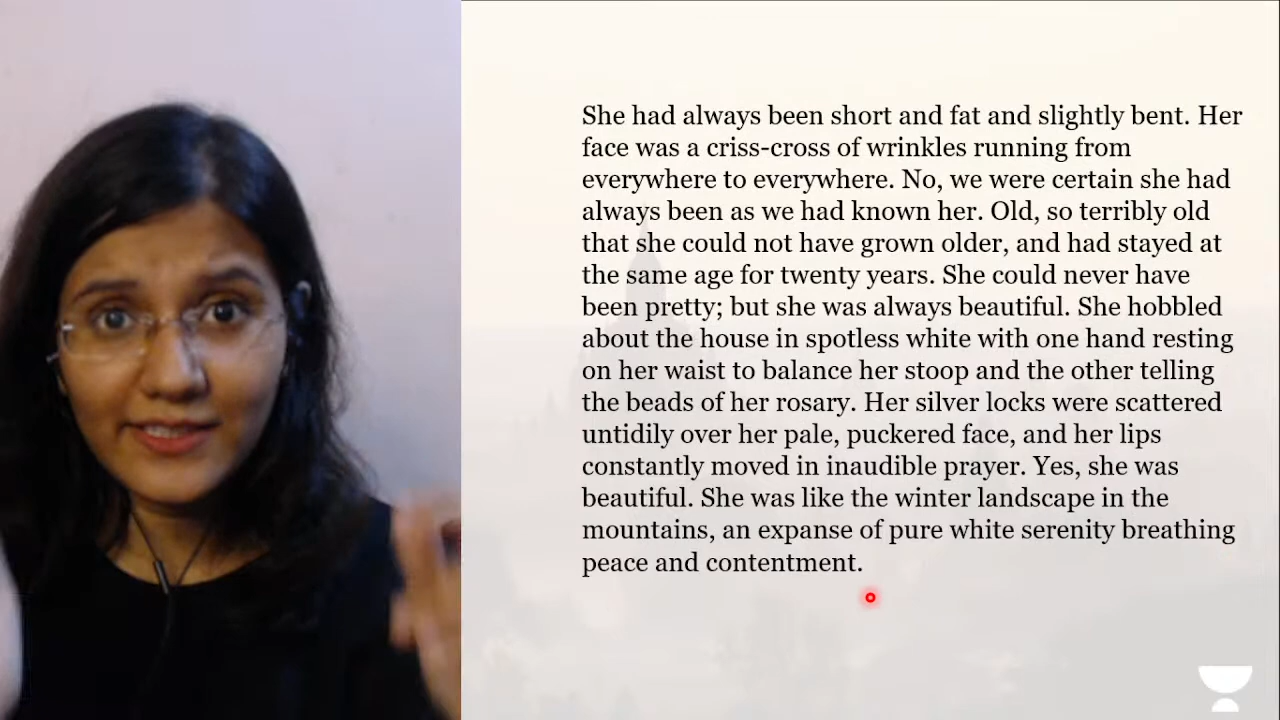 She had always been short and fat and slightly bent. Her
face was a criss-cross of wrinkles running from
everywhere to everywhere. No, we were certain she had
always been as we had known her. Old, so terribly old
that she could not have grown older, and had stayed at
the same age for twenty years. She could never have
been pretty; but she was always beautiful. She hobbled
about the house in spotless white with one hand resting
on her waist to balance her stoop and the other telling
the beads of her rosary. Her silver locks were scattered
untidily over her pale, puckered face, and her lips
constantly moved in inaudible prayer. Yes, she was
beautiful. She was like the winter landscape in the
mountains, an expanse of pure white serenity breathing
peace and contentment.